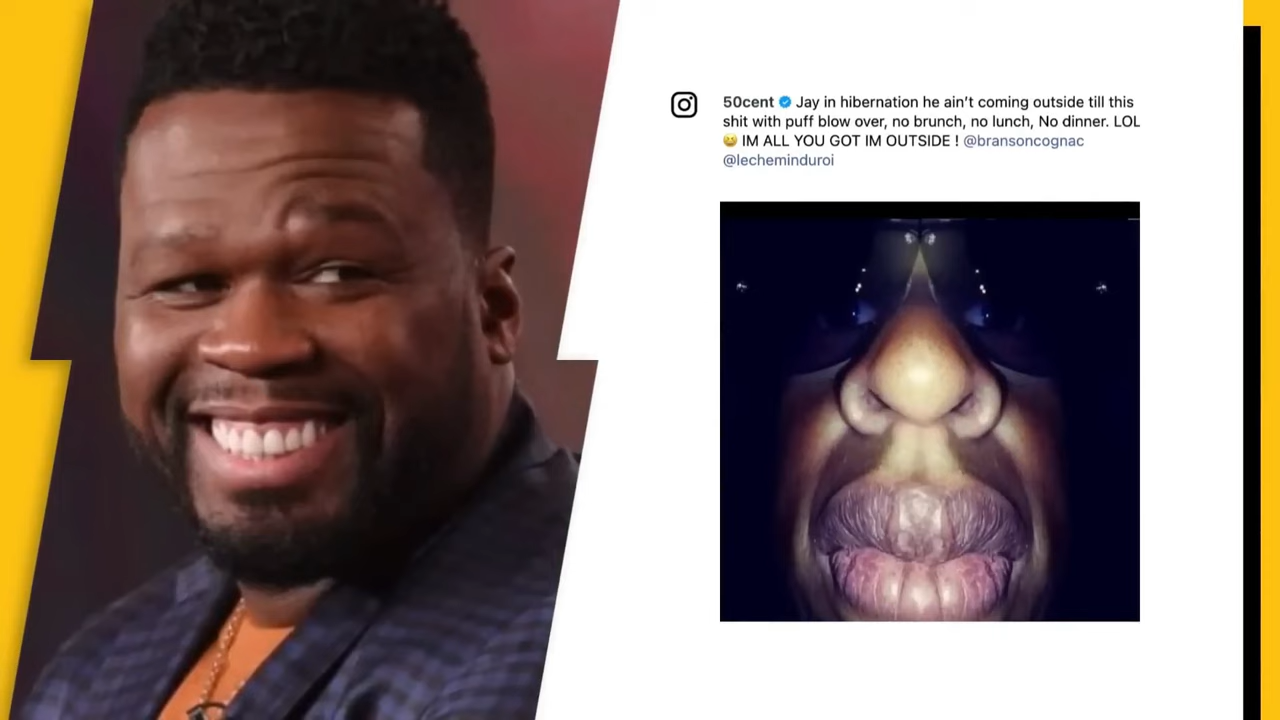 50cent Jay in hibernation he ain’t coming outside till this
shit with puff blow over, no brunch, no lunch, No dinner. LOL
😆 IM ALL YOU GOT IM OUTSIDE ! @bransoncognac
@lecheminduroi